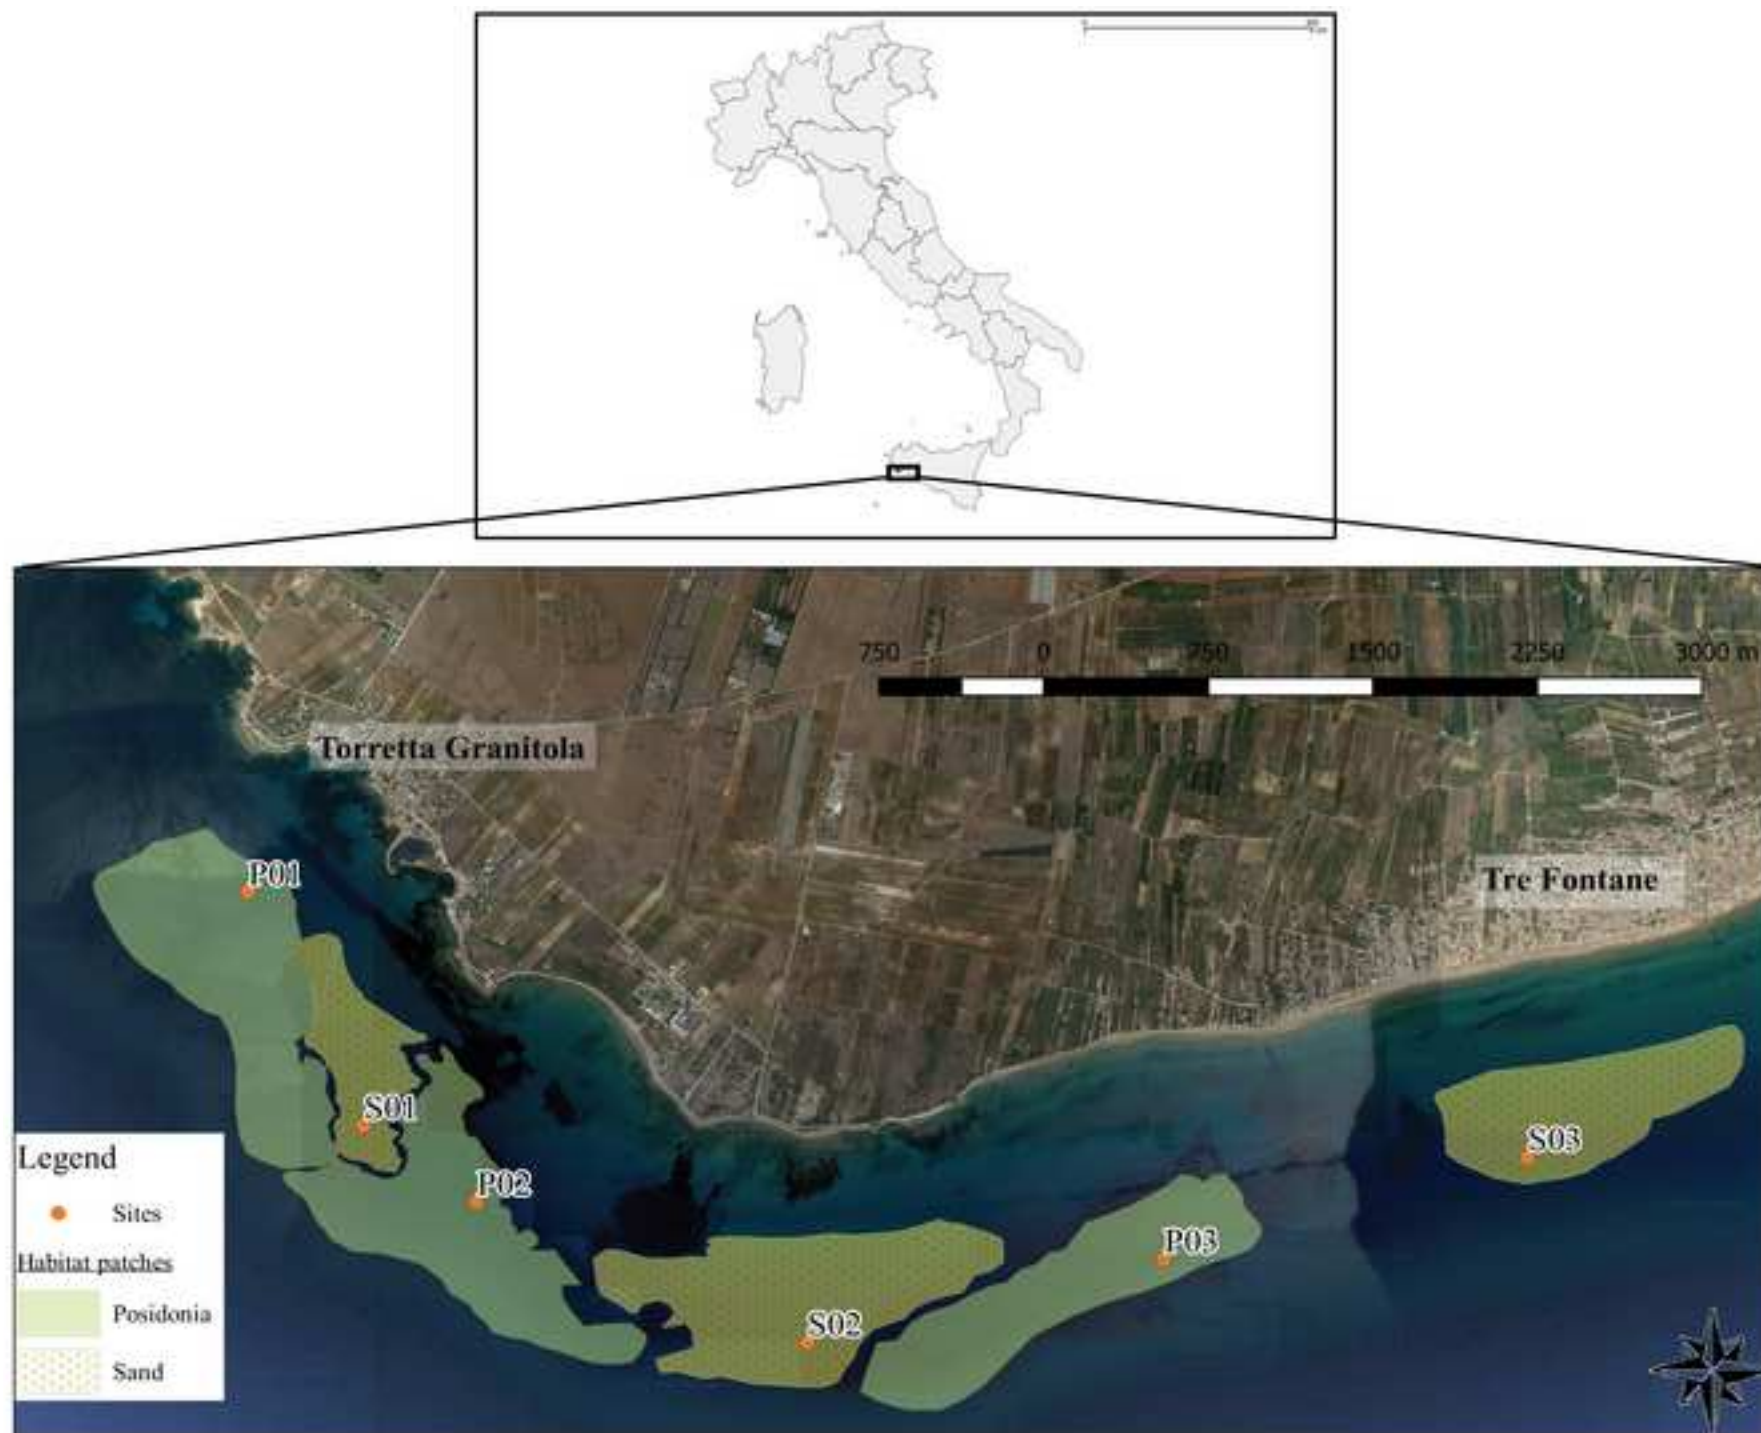 750 0 750 1500 2250 3000 m
Torretta Granitola
P01
Tre Fontane
S01
S03
Legend
P02
Sites
P03
Habitat patches
Posidonia
S02
Sand